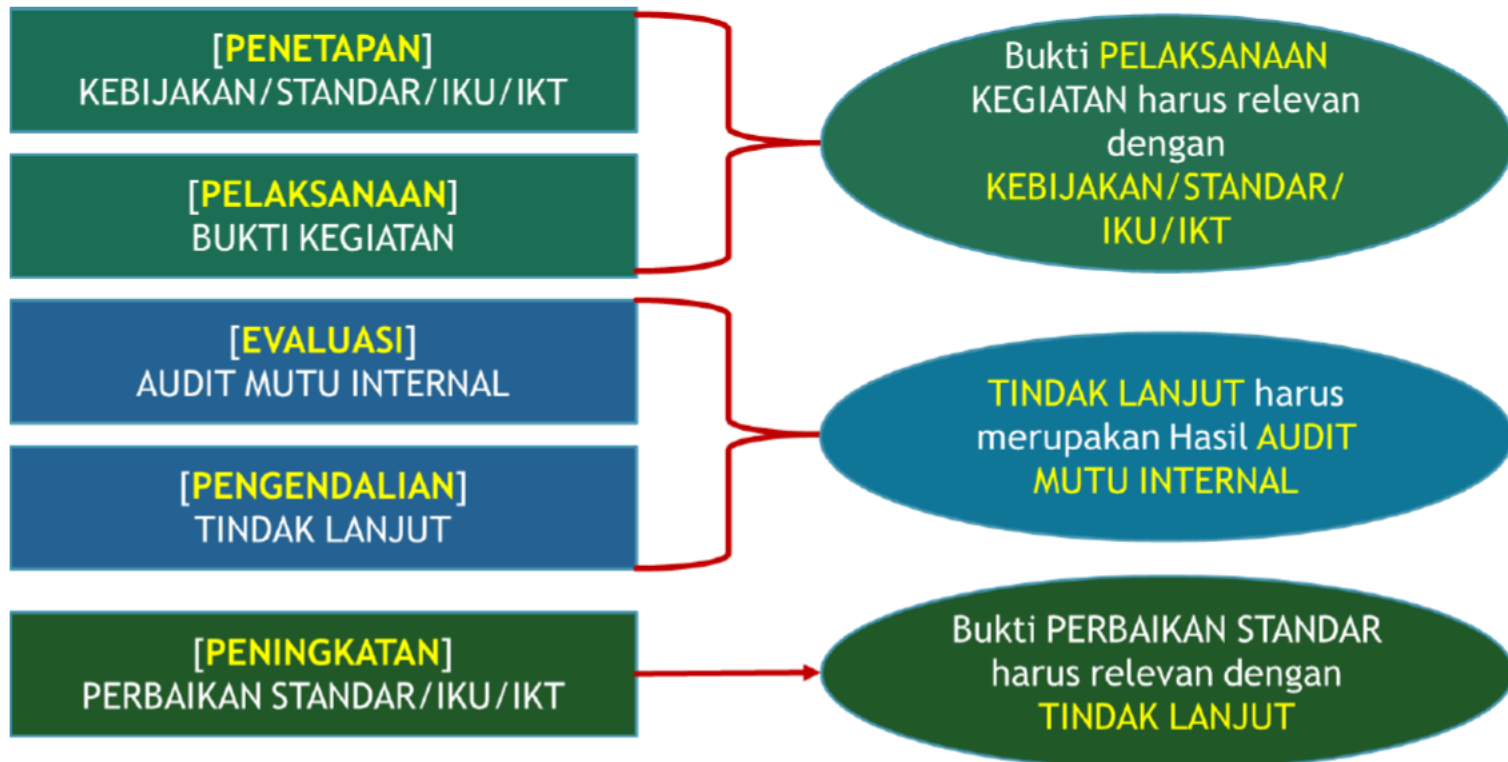 [PENETAPAN]
KEBIJAKAN/STANDAR/IKU/IKT
[PELAKSANAAN]
BUKTI KEGIATAN
[EVALUASI]
AUDIT MUTU INTERNAL
[PENGENDALIAN]
TINDAK LANJUT
[PENINGKATAN]
PERBAIKAN STANDAR/IKU/IKT
Bukti PELAKSANAAN
KEGIATAN harus relevan
dengan
KEBIJAKAN/STANDAR/
IKU/IKT
TINDAK LANJUT harus
merupakan Hasil AUDIT
MUTU INTERNAL
Bukti PERBAIKAN STANDAR
harus relevan dengan
TINDAK LANJUT